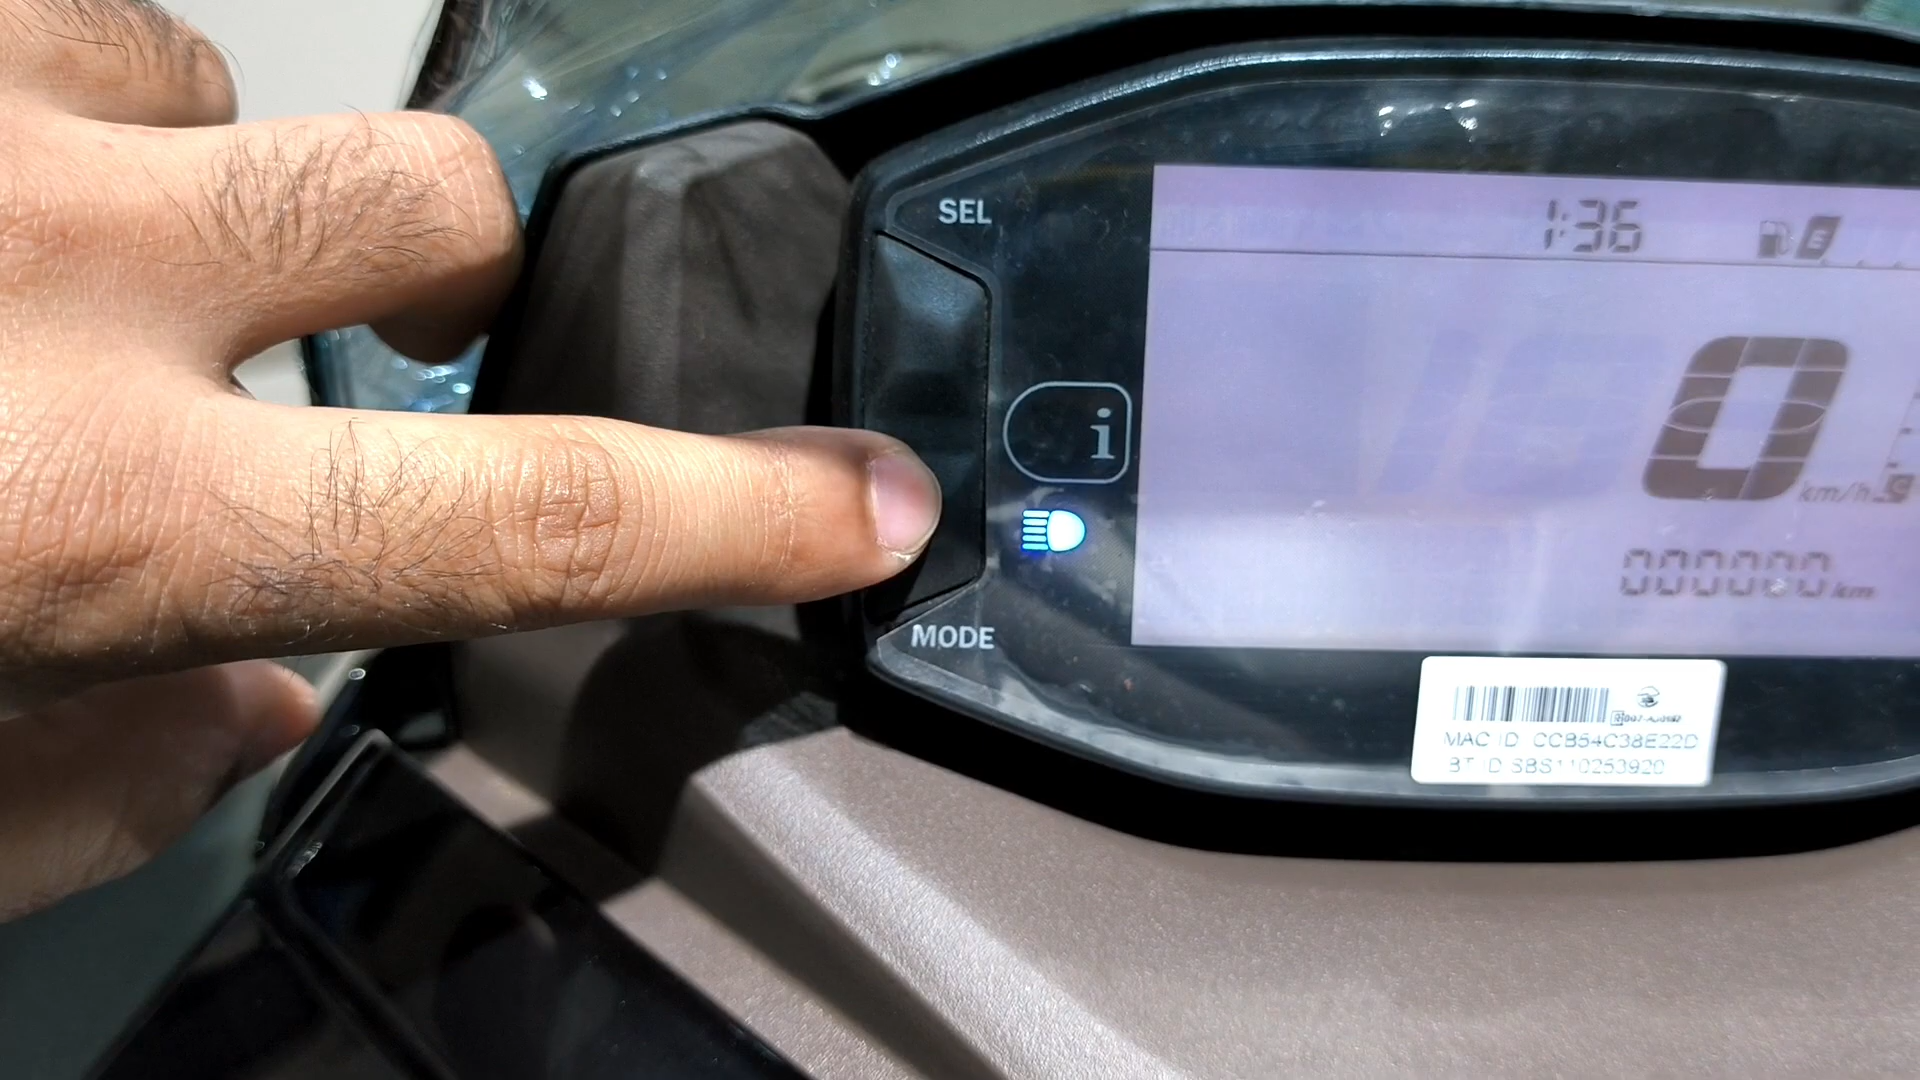 SEL
1:36
E
i
0
km/h
000000 km
MODE
MAC ID CCB54C38E22D
BT ID SBS110253920